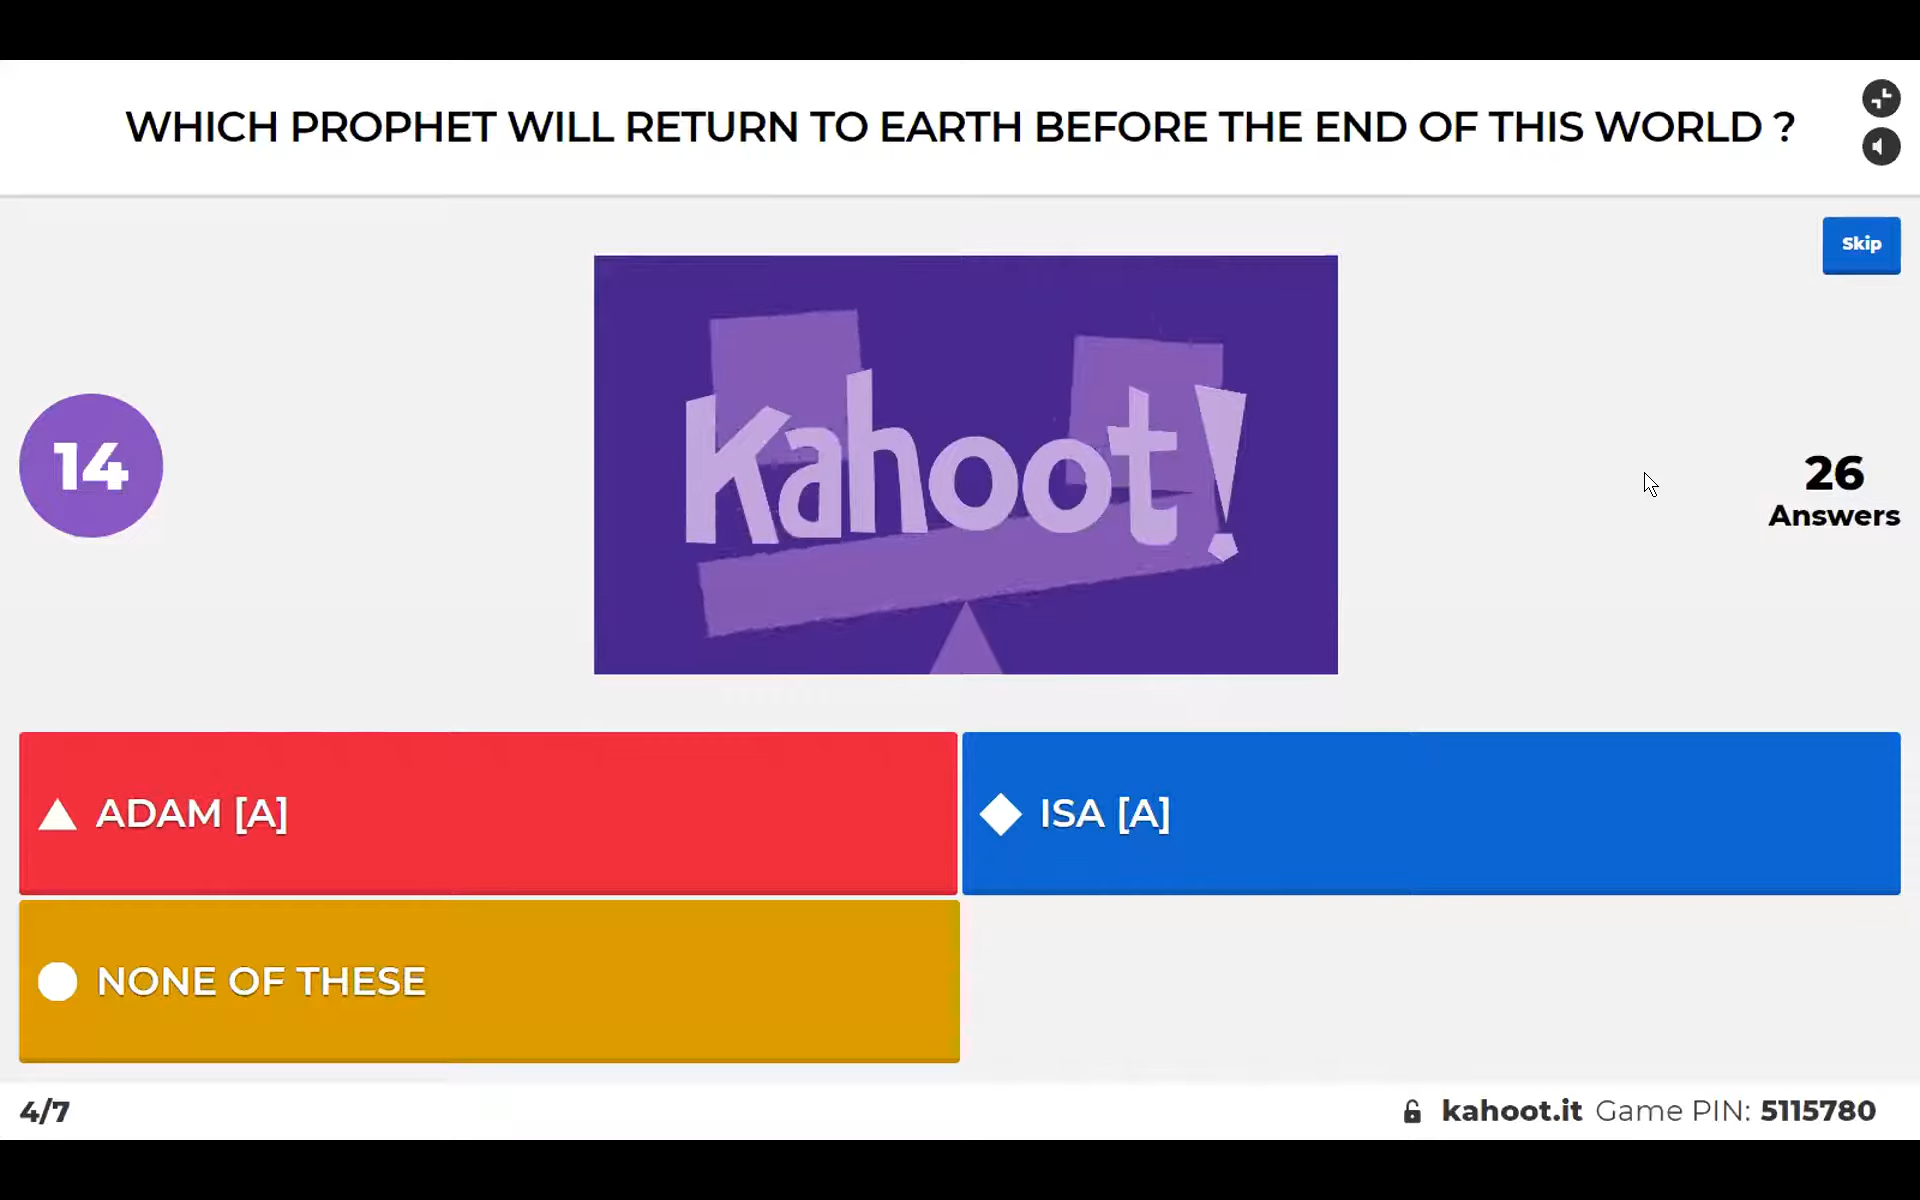 WHICH PROPHET WILL RETURN TO EARTH BEFORE THE END OF THIS WORLD ?
Skip
Kahoot!
14
26
Answers
ADAM [A]
ISA [A]
NONE OF THESE
4/7
kahoot.it Game PIN: 5115780